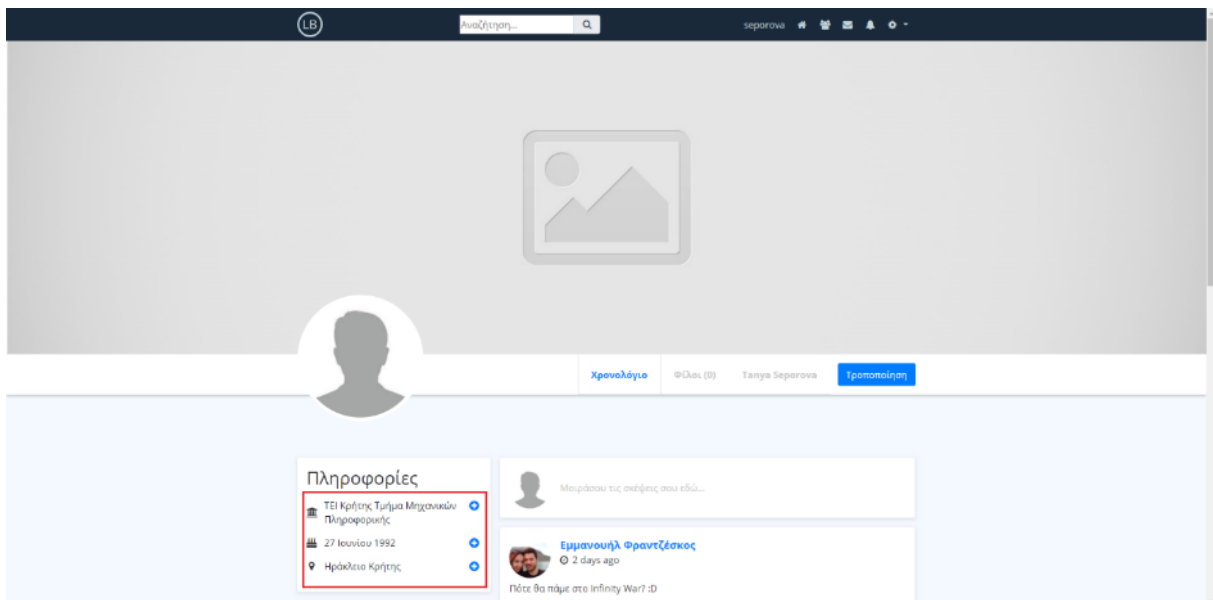 LB
Αναζήτηση...
seporova
Χρονολόγιο
Φίλοι (0)
Tanya Seporova
Τροποποίηση
Πληροφορίες
ΤΕΙ Κρήτης Τμήμα Μηχανικών
Πληροφορικής
27 Ιουνίου 1992
Ηράκλειο Κρήτης
Μοιράσου τις σκέψεις σου εδώ...
Εμμανουήλ Φραντζέσκος
2 days ago
Πότε θα πάμε στο Infinity War? :D